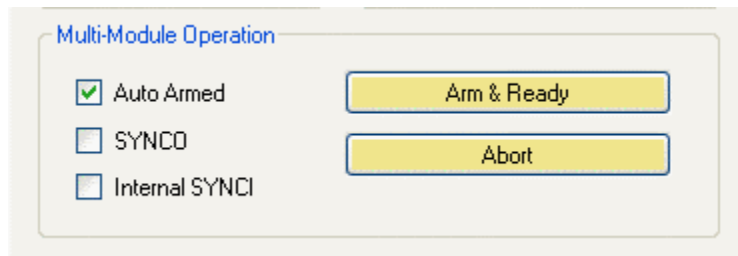 Multi-Module Operation
Auto Armed
Arm & Ready
SYNCO
Abort
Internal SYNCI